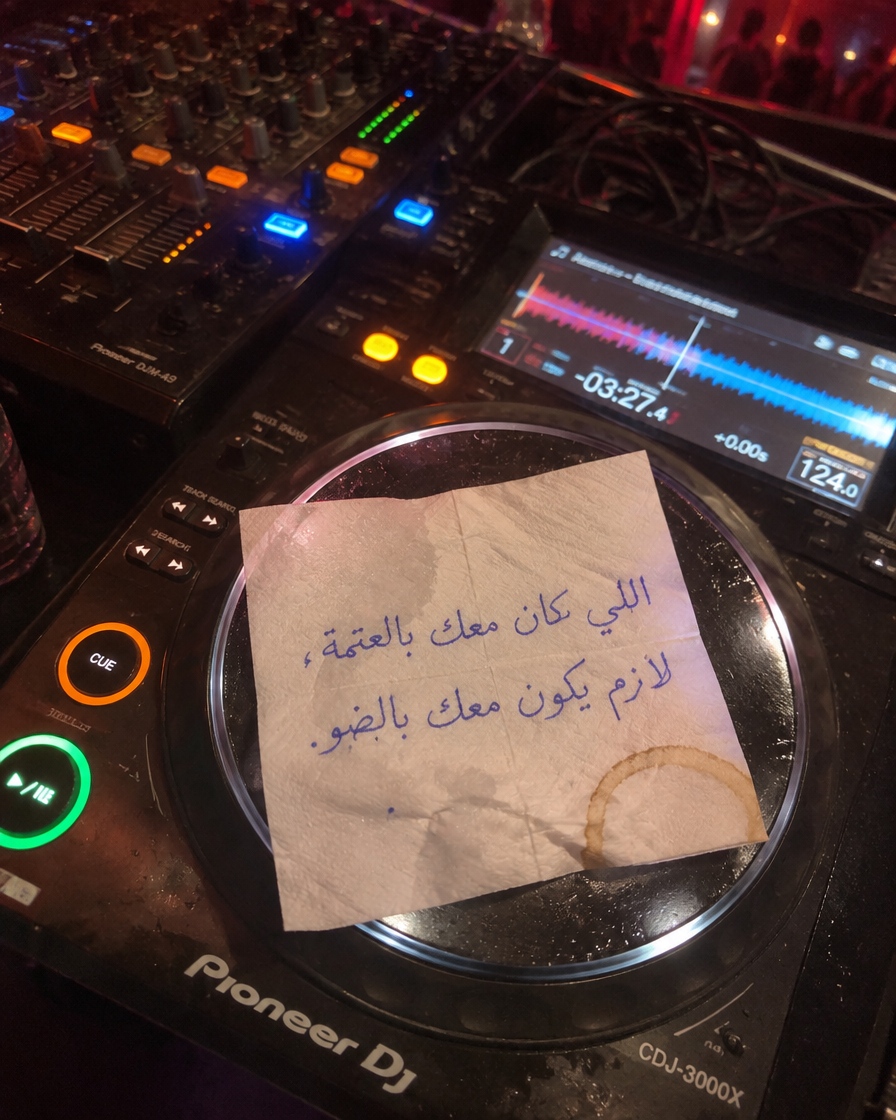 Pioneer DJM-49
1
-03:27.4
+0.00s
124.0
TRACK SEARCH
SEARCH
CUE
اللي كان معك بالعتمة،
لازم يكون معك بالضو.
Pioneer DJ
CDJ-3000X